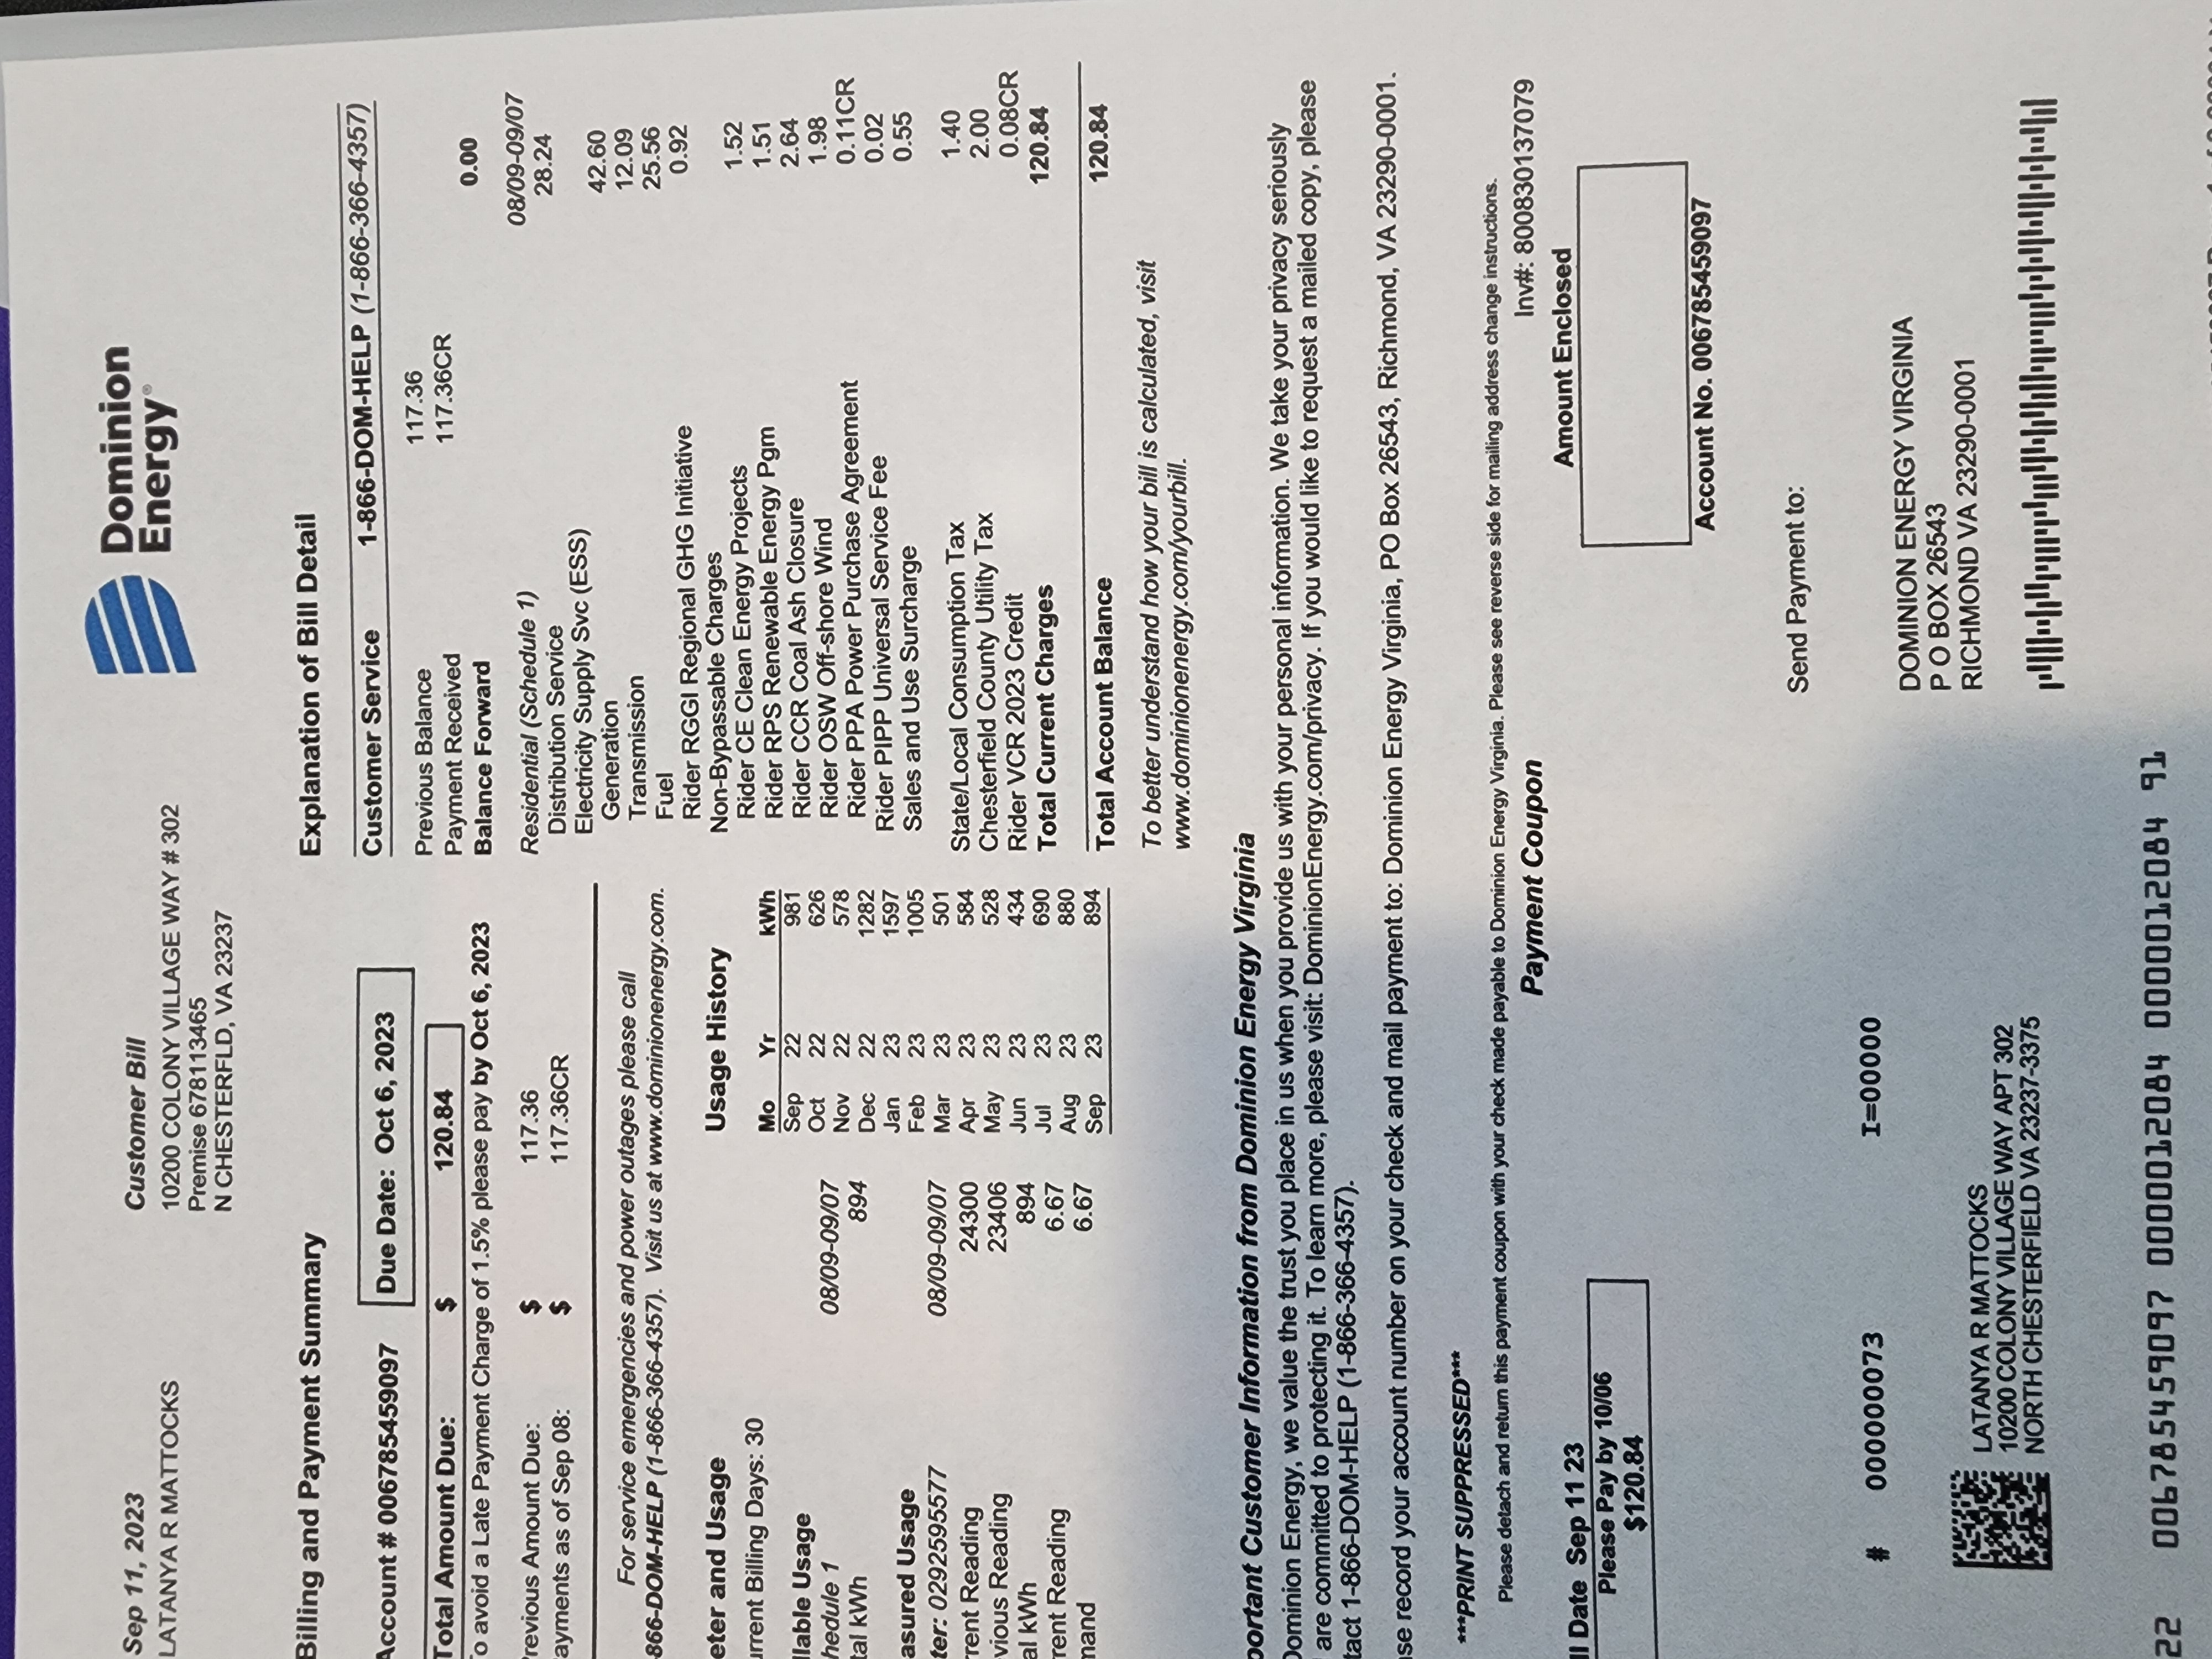 Sep 11, 2023
LATANYA R MATTOCKS
Customer Bill
10200 COLONY VILLAGE WAY # 302
Premise 678113465
N CHESTERFLD, VA 23237
Dominion
Energy®
Billing and Payment Summary
Account # 006785459097
Due Date: Oct 6, 2023
Total Amount Due: $ 120.84
To avoid a Late Payment Charge of 1.5% please pay by Oct 6, 2023
revious Amount Due: $ 117.36
ayments as of Sep 08: $ 117.36CR
For service emergencies and power outages please call
-866-DOM-HELP (1-866-366-4357). Visit us at www.dominionenergy.com.
eter and Usage
urrent Billing Days: 30
llable Usage
hedule 1 08/09-09/07
tal kWh 894
asured Usage
ter: 0292595577 08/09-09/07
rrent Reading 24300
vious Reading 23406
al kWh 894
rrent Reading 6.67
mand 6.67
Usage History
Mo Yr kWh
Sep 22 981
Oct 22 626
Nov 22 578
Dec 22 1282
Jan 23 1597
Feb 23 1005
Mar 23 501
Apr 23 584
May 23 528
Jun 23 434
Jul 23 690
Aug 23 880
Sep 23 894
Explanation of Bill Detail
Customer Service 1-866-DOM-HELP (1-866-366-4357)
Previous Balance 117.36
Payment Received 117.36CR
Balance Forward 0.00
Residential (Schedule 1) 08/09-09/07
Distribution Service 28.24
Electricity Supply Svc (ESS)
Generation 42.60
Transmission 12.09
Fuel 25.56
Rider RGGI Regional GHG Initiative 0.92
Non-Bypassable Charges
Rider CE Clean Energy Projects 1.52
Rider RPS Renewable Energy Pgm 1.51
Rider CCR Coal Ash Closure 2.64
Rider OSW Off-shore Wind 1.98
Rider PPA Power Purchase Agreement 0.11CR
Rider PIPP Universal Service Fee 0.02
Sales and Use Surcharge 0.55
State/Local Consumption Tax 1.40
Chesterfield County Utility Tax 2.00
Rider VCR 2023 Credit 0.08CR
Total Current Charges 120.84
Total Account Balance 120.84
To better understand how your bill is calculated, visit
www.dominionenergy.com/yourbill.
portant Customer Information from Dominion Energy Virginia
Dominion Energy, we value the trust you place in us when you provide us with your personal information. We take your privacy seriously
are committed to protecting it. To learn more, please visit: DominionEnergy.com/privacy. If you would like to request a mailed copy, please
tact 1-866-DOM-HELP (1-866-366-4357).
ase record your account number on your check and mail payment to: Dominion Energy Virginia, PO Box 26543, Richmond, VA 23290-0001.
***PRINT SUPPRESSED***
Please detach and return this payment coupon with your check made payable to Dominion Energy Virginia. Please see reverse side for mailing address change instructions.
Payment Coupon
Inv#: 800830137079
ll Date Sep 11 23
Please Pay by 10/06
$120.84
Amount Enclosed
Account No. 006785459097
Send Payment to:
# 000000073 I=00000
DOMINION ENERGY VIRGINIA
P O BOX 26543
RICHMOND VA 23290-0001
LATANYA R MATTOCKS
10200 COLONY VILLAGE WAY APT 302
NORTH CHESTERFIELD VA 23237-3375
22 006785459097 0000012084 0000012084 91